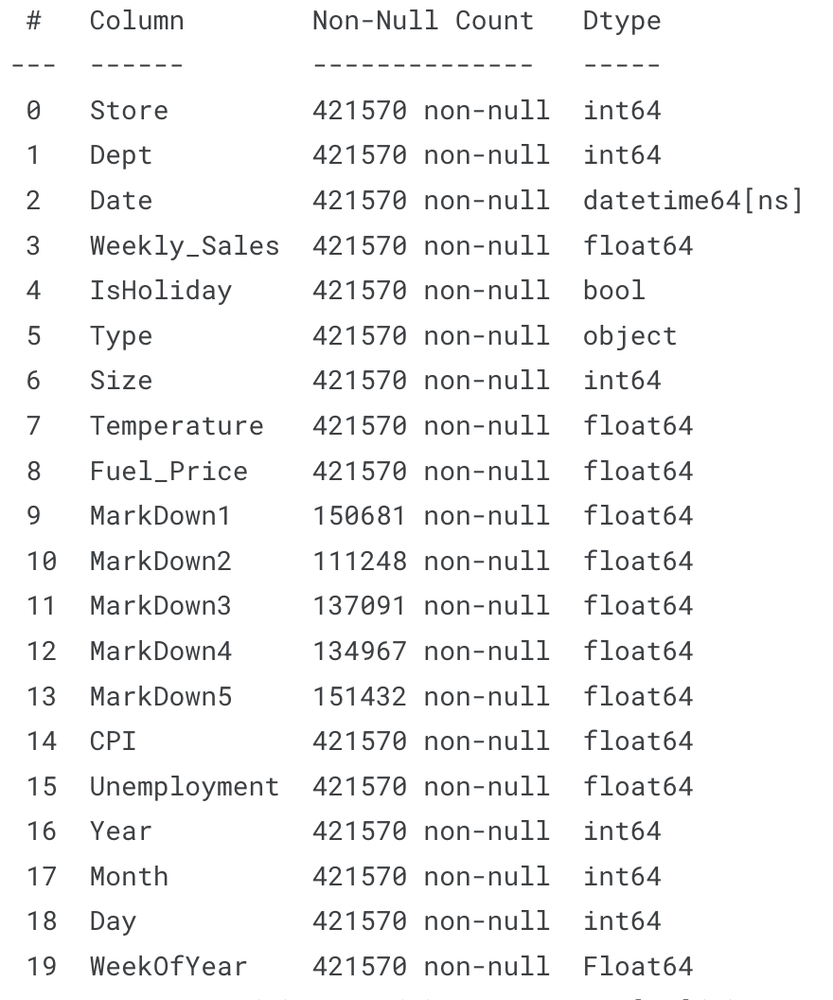 #   Column        Non-Null Count   Dtype
---  ------        --------------   -----
0   Store         421570 non-null  int64
1   Dept          421570 non-null  int64
2   Date          421570 non-null  datetime64[ns]
3   Weekly_Sales  421570 non-null  float64
4   IsHoliday     421570 non-null  bool
5   Type          421570 non-null  object
6   Size          421570 non-null  int64
7   Temperature   421570 non-null  float64
8   Fuel_Price    421570 non-null  float64
9   MarkDown1     150681 non-null  float64
10  MarkDown2     111248 non-null  float64
11  MarkDown3     137091 non-null  float64
12  MarkDown4     134967 non-null  float64
13  MarkDown5     151432 non-null  float64
14  CPI           421570 non-null  float64
15  Unemployment  421570 non-null  float64
16  Year          421570 non-null  int64
17  Month         421570 non-null  int64
18  Day           421570 non-null  int64
19  WeekOfYear    421570 non-null  Float64